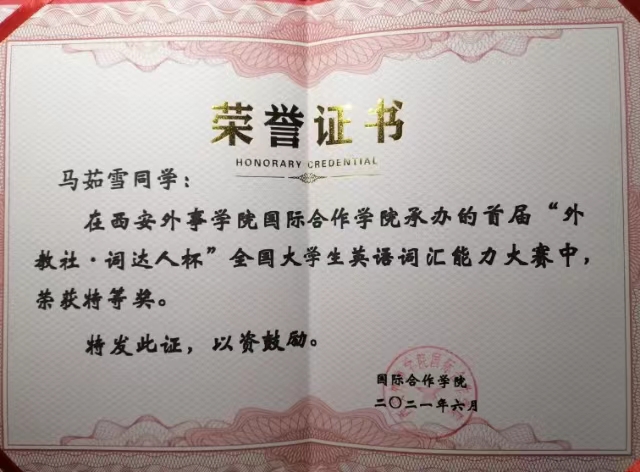 荣誉证书
HONORARY CREDENTIAL
马茹雪同学：
在西安外事学院国际合作学院承办的首届“外
教社·词达人杯”全国大学生英语词汇能力大赛中，
荣获特等奖。
特发此证，以资鼓励。
国际合作学院
二〇二一年六月